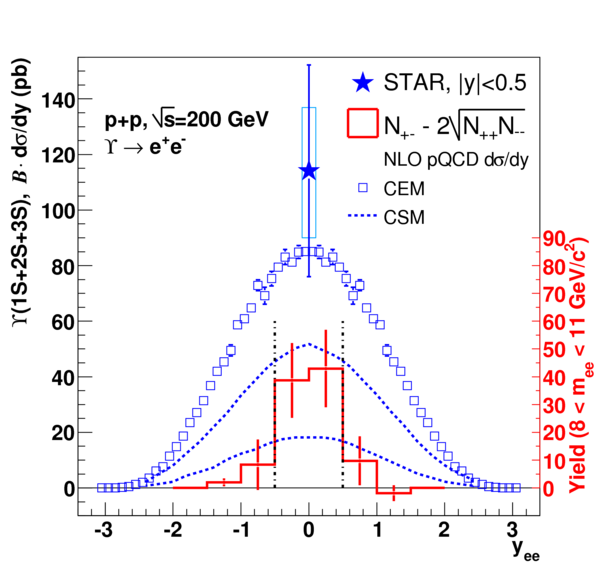 ϒ(1S+2S+3S), B· dσ/dy (pb)
140
120
100
80
60
40
20
0
p+p, √s=200 GeV
ϒ → e⁺e⁻
STAR, |y|<0.5
N₊₋ - 2√N₊₊N₋₋
NLO pQCD dσ/dy
CEM
CSM
90
80
70
60
50
40
30
20
10
0
Yield (8 < mₑₑ < 11 GeV/c²)
-3 -2 -1 0 1 2 3
yₑₑ